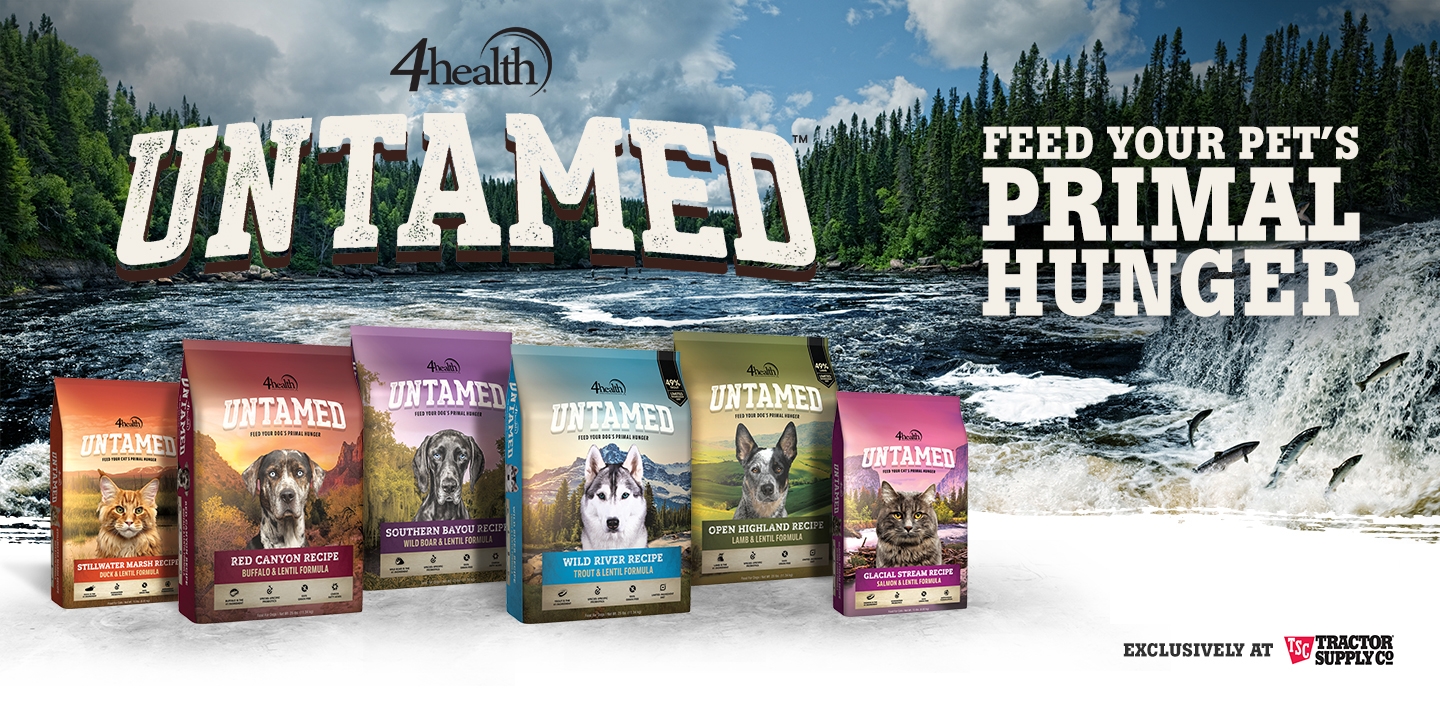 4health
UNTAMED™
FEED YOUR PET'S
PRIMAL
HUNGER
4health
UNTAMED
FEED YOUR CAT'S PRIMAL HUNGER
STILLWATER MARSH RECIPE
DUCK & LENTIL FORMULA
4health
UNTAMED
FEED YOUR DOG'S PRIMAL HUNGER
RED CANYON RECIPE
BUFFALO & LENTIL FORMULA
4health
UNTAMED
FEED YOUR DOG'S PRIMAL HUNGER
SOUTHERN BAYOU RECIPE
WILD BOAR & LENTIL FORMULA
UNTAMED
49%
4health
UNTAMED
FEED YOUR DOG'S PRIMAL HUNGER
WILD RIVER RECIPE
TROUT & LENTIL FORMULA
49%
4health
UNTAMED
FEED YOUR DOG'S PRIMAL HUNGER
OPEN HIGHLAND RECIPE
LAMB & LENTIL FORMULA
4health
UNTAMED
FEED YOUR CAT'S PRIMAL HUNGER
GLACIAL STREAM RECIPE
SALMON & LENTIL FORMULA
EXCLUSIVELY AT TSC TRACTOR
SUPPLY CO